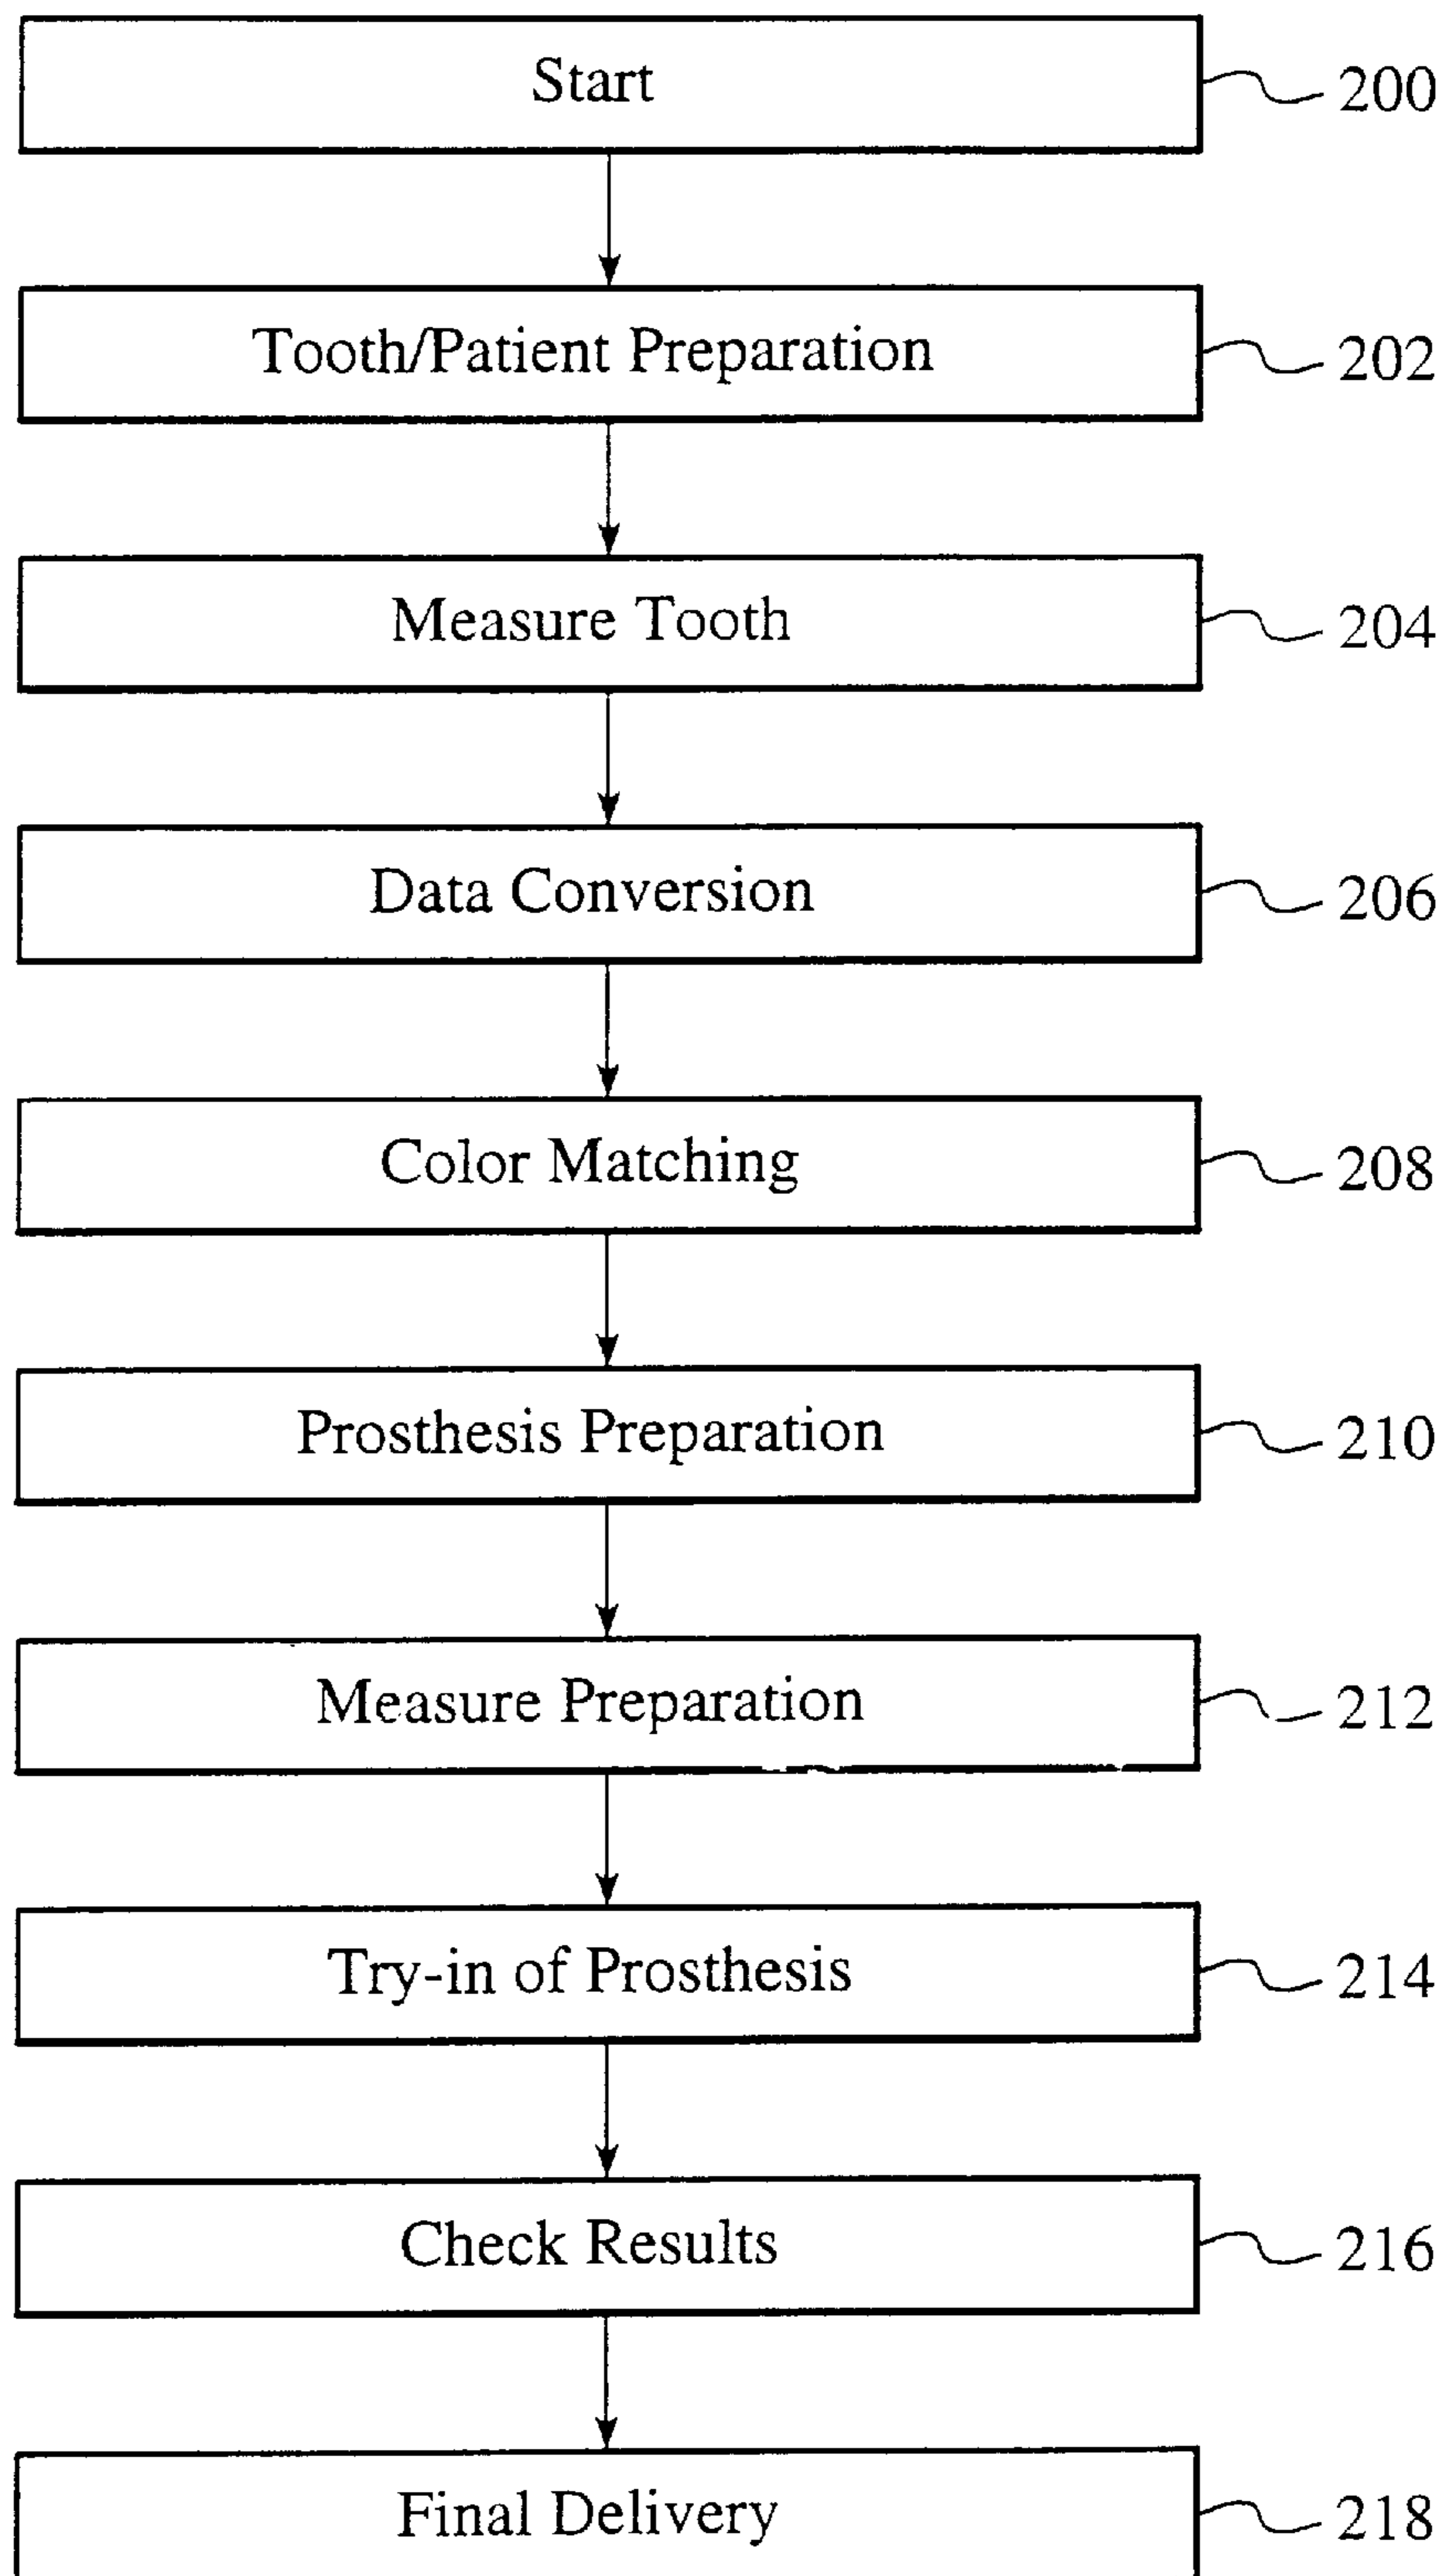 Start 200
Tooth/Patient Preparation 202
Measure Tooth 204
Data Conversion 206
Color Matching 208
Prosthesis Preparation 210
Measure Preparation 212
Try-in of Prosthesis 214
Check Results 216
Final Delivery 218